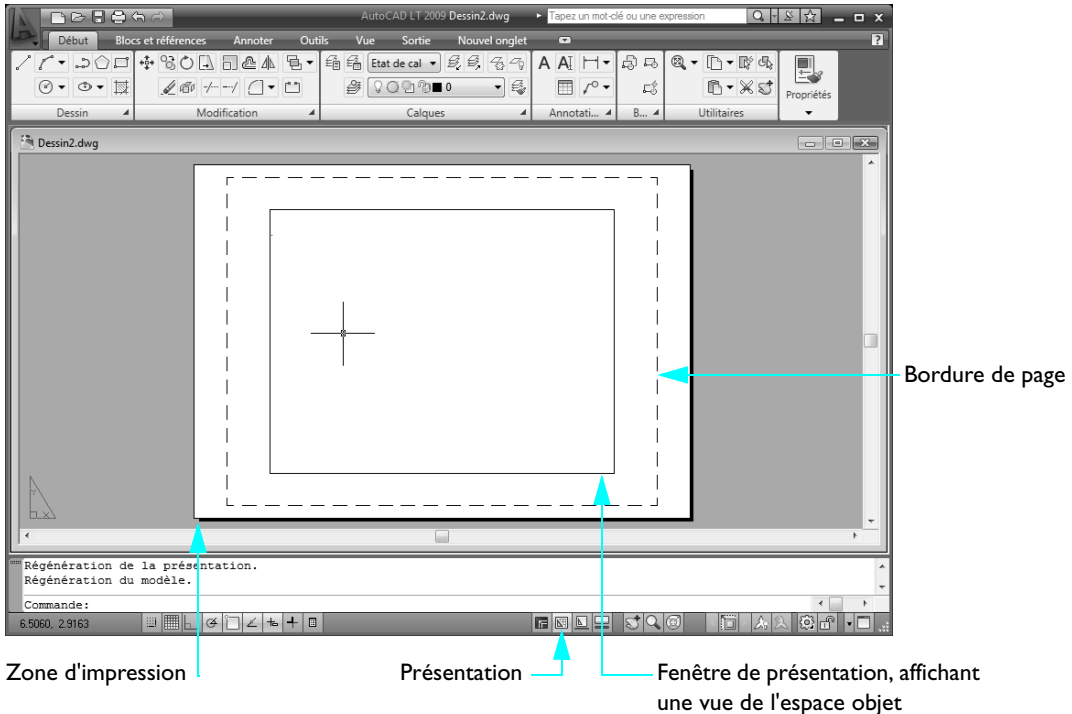 AutoCAD LT 2009 Dessin2.dwg
Tapez un mot-clé ou une expression
Début Blocs et références Annoter Outils Vue Sortie Nouvel onglet
Etat de cal
A AI
0
Propriétés
Dessin Modification Calques Annotati... B... Utilitaires
Dessin2.dwg
Bordure de page
Y
X
Régénération de la présentation.
Régénération du modèle.
Commande:
6.5060, 2.9163
Zone d'impression
Présentation
Fenêtre de présentation, affichant
une vue de l'espace objet